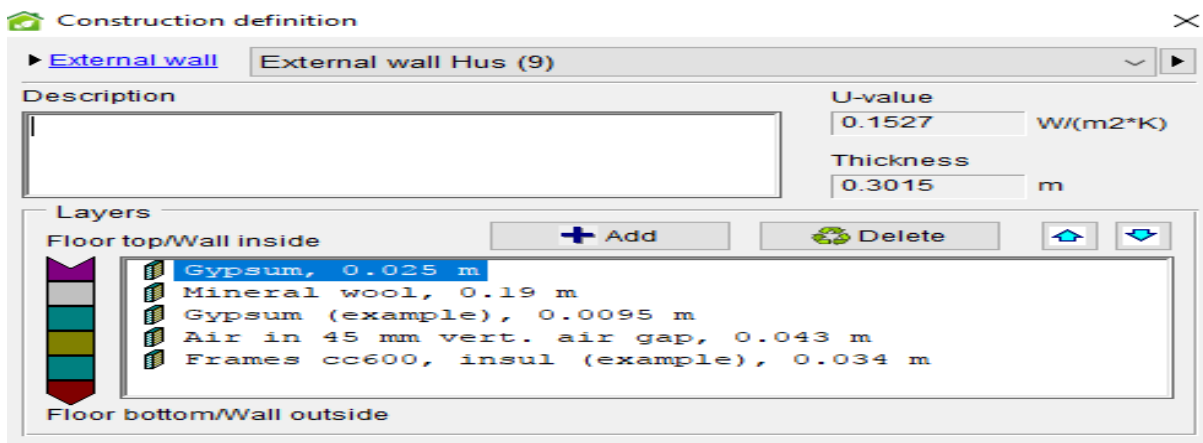 Construction definition
External wall External wall Hus (9)
Description U-value
0.1527 W/(m2*K)
Thickness
0.3015 m
Layers
Floor top/Wall inside Add Delete
Gypsum, 0.025 m
Mineral wool, 0.19 m
Gypsum (example), 0.0095 m
Air in 45 mm vert. air gap, 0.043 m
Frames cc600, insul (example), 0.034 m
Floor bottom/Wall outside